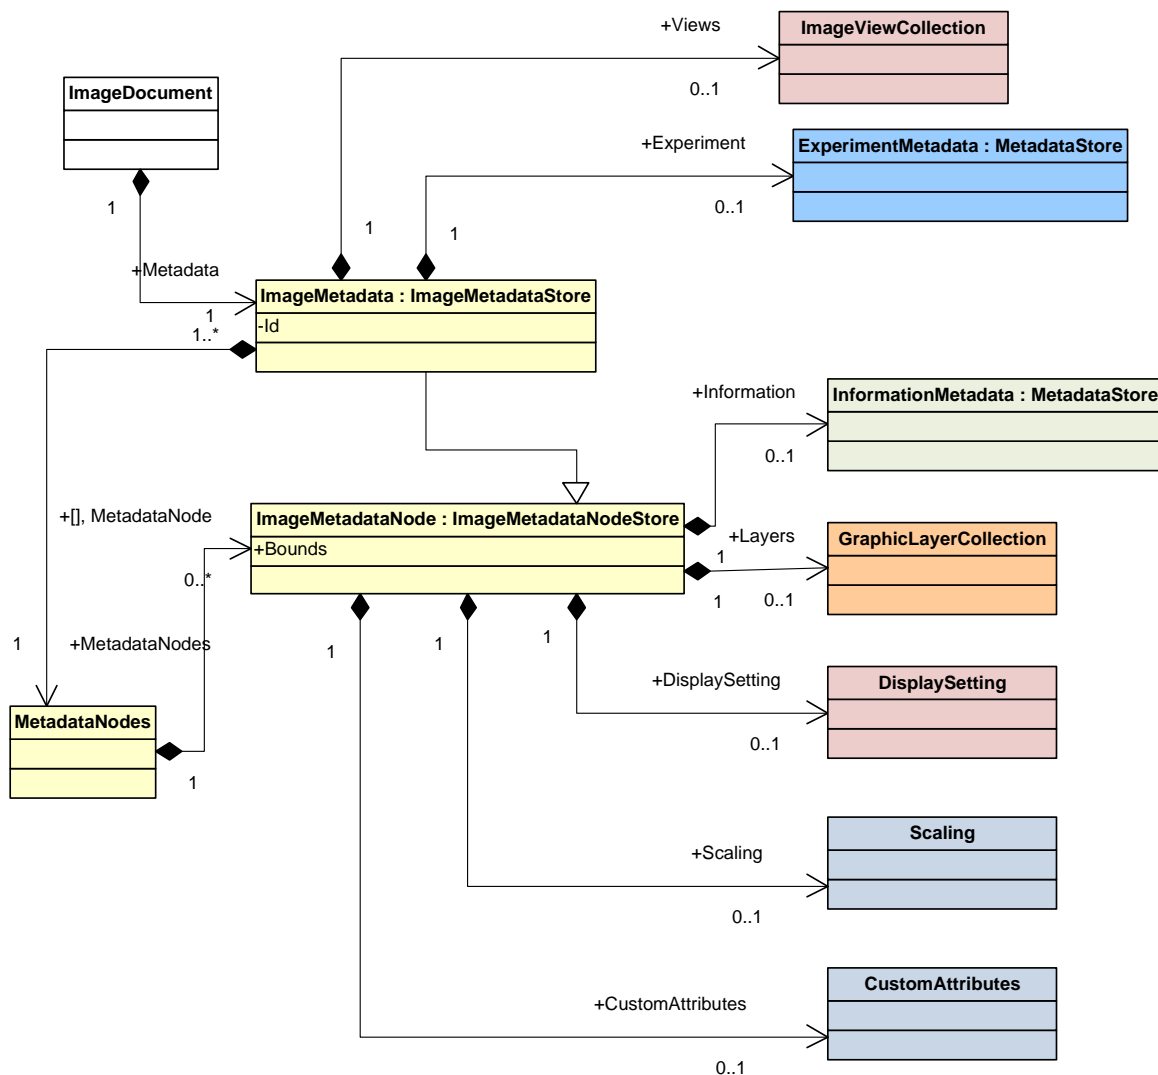 +Views
ImageViewCollection
0..1
ImageDocument
+Experiment
ExperimentMetadata : MetadataStore
0..1
1
1
1
+Metadata
1
ImageMetadata : ImageMetadataStore
-Id
1..*
+Information
InformationMetadata : MetadataStore
0..1
+[], MetadataNode
ImageMetadataNode : ImageMetadataNodeStore
+Bounds
0..*
1
+Layers
GraphicLayerCollection
1
0..1
1
+MetadataNodes
1
1
1
+DisplaySetting
DisplaySetting
0..1
MetadataNodes
1
+Scaling
Scaling
0..1
+CustomAttributes
CustomAttributes
0..1